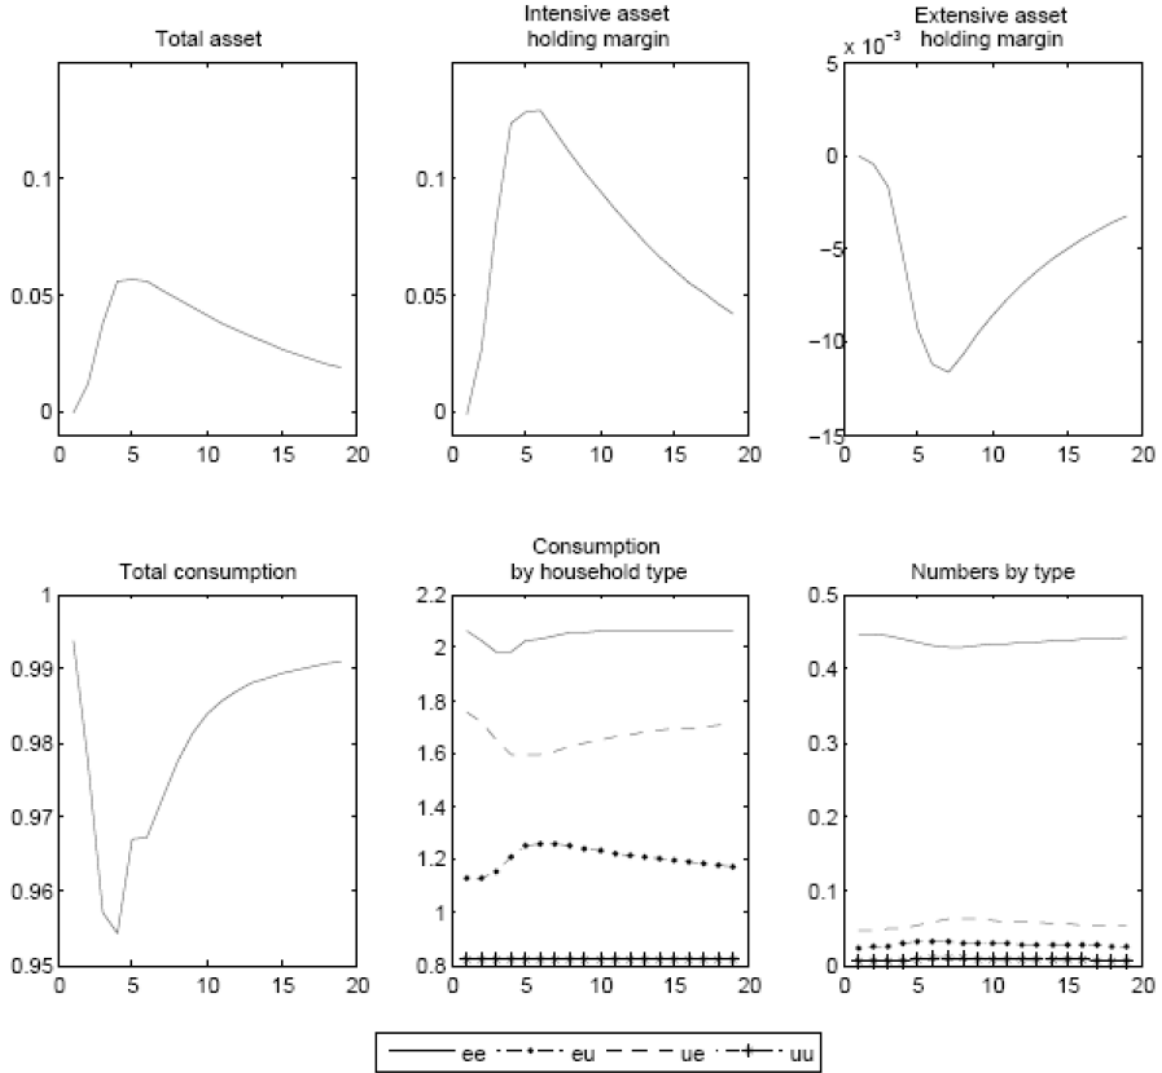 Total asset
Intensive asset
holding margin
Extensive asset
holding margin
0.1
0.05
0
0 5 10 15 20
0.1
0.05
0
0 5 10 15 20
x 10⁻³
5
0
−5
−10
−15
0 5 10 15 20
Total consumption
Consumption
by household type
Numbers by type
1
0.99
0.98
0.97
0.96
0.95
0 5 10 15 20
2.2
2
1.8
1.6
1.4
1.2
1
0.8
0 5 10 15 20
0.5
0.4
0.3
0.2
0.1
0
0 5 10 15 20
ee eu ue uu